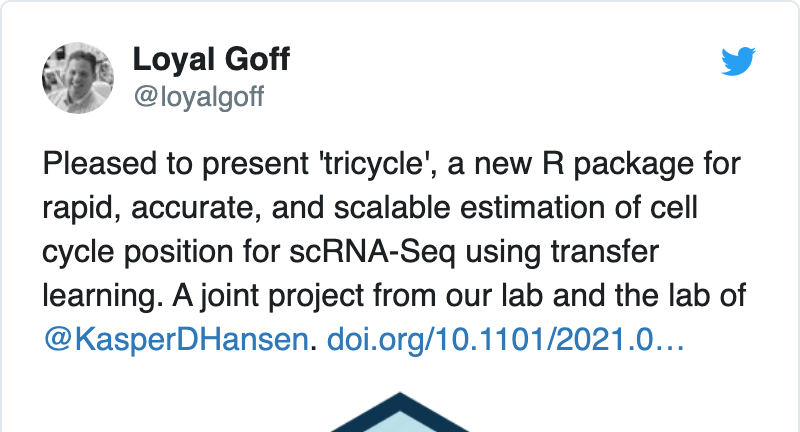 Loyal Goff
@loyalgoff
Pleased to present 'tricycle', a new R package for
rapid, accurate, and scalable estimation of cell
cycle position for scRNA-Seq using transfer
learning. A joint project from our lab and the lab of
@KasperDHansen. doi.org/10.1101/2021.0…